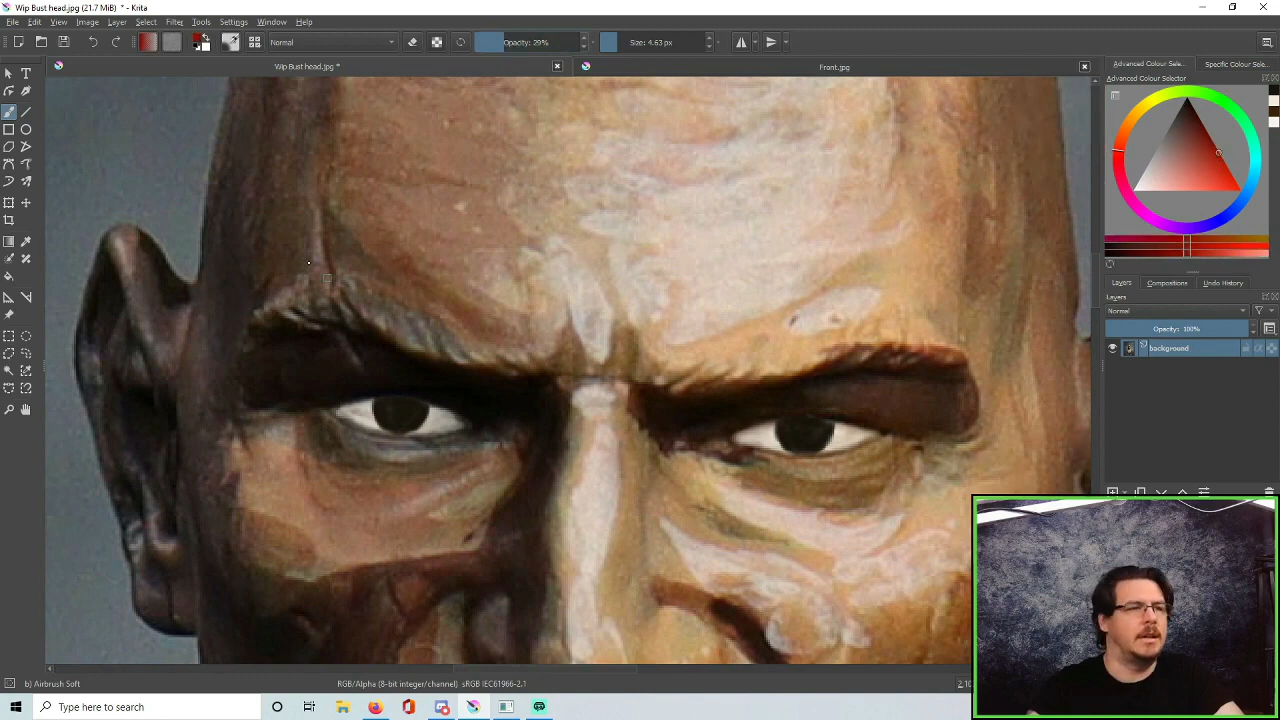 Wip Bust head.jpg (21.7 MiB) * - Krita
File Edit View Image Layer Select Filter Tools Settings Window Help
Normal Opacity: 29% Size: 4.63 px
Wip Bust head.jpg * Front.jpg
Advanced Colour Sele... Specific Colour Sele...
Advanced Colour Selector
Layers Compositions Undo History
Layers
Normal
Opacity: 100%
background
b) Airbrush Soft RGB/Alpha (8-bit integer/channel) sRGB IEC61966-2.1
Type here to search